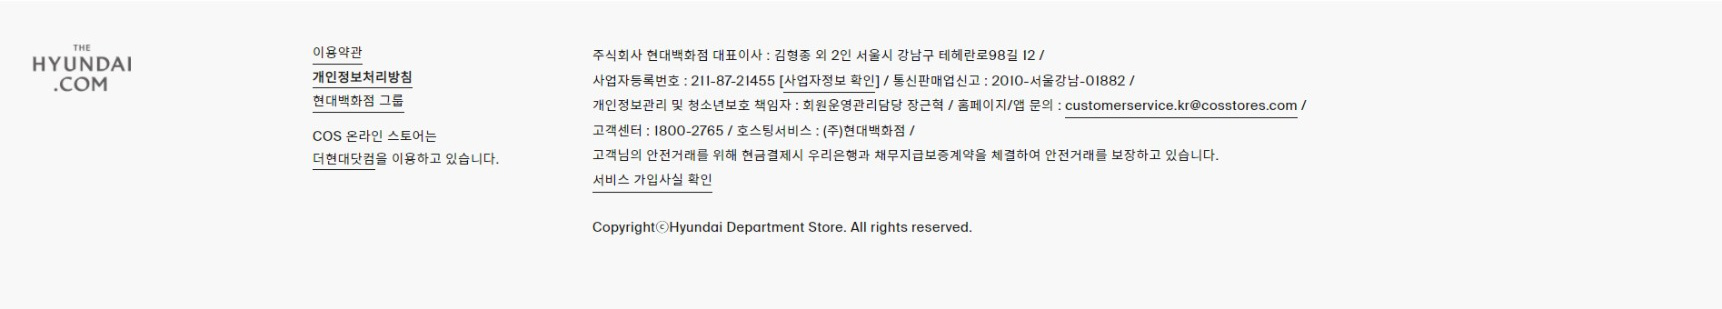 THE
HYUNDAI
.COM
이용약관
개인정보처리방침
현대백화점 그룹
COS 온라인 스토어는
더현대닷컴을 이용하고 있습니다.
주식회사 현대백화점 대표이사 : 김형종 외 2인 서울시 강남구 테헤란로98길 12 /
사업자등록번호 : 211-87-21455 [사업자정보 확인] / 통신판매업신고 : 2010-서울강남-01882 /
개인정보관리 및 청소년보호 책임자 : 회원운영관리담당 장근혁 / 홈페이지/앱 문의 : customerservice.kr@cosstores.com /
고객센터 : 1800-2765 / 호스팅서비스 : (주)현대백화점 /
고객님의 안전거래를 위해 현금결제시 우리은행과 채무지급보증계약을 체결하여 안전거래를 보장하고 있습니다.
서비스 가입사실 확인
CopyrightⓒHyundai Department Store. All rights reserved.